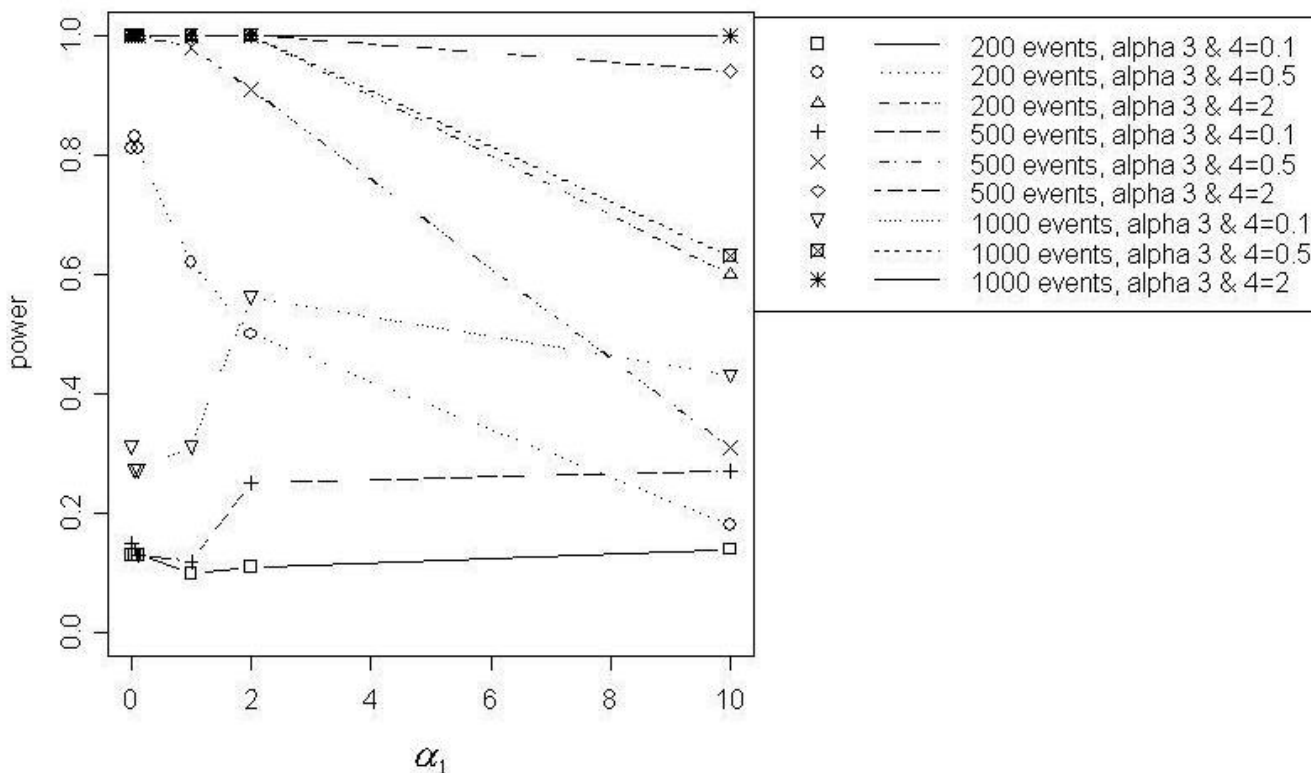 1.0
0.8
0.6
0.4
0.2
0.0
power
0 2 4 6 8 10
α1
200 events, alpha 3 & 4=0.1
200 events, alpha 3 & 4=0.5
200 events, alpha 3 & 4=2
500 events, alpha 3 & 4=0.1
500 events, alpha 3 & 4=0.5
500 events, alpha 3 & 4=2
1000 events, alpha 3 & 4=0.1
1000 events, alpha 3 & 4=0.5
1000 events, alpha 3 & 4=2